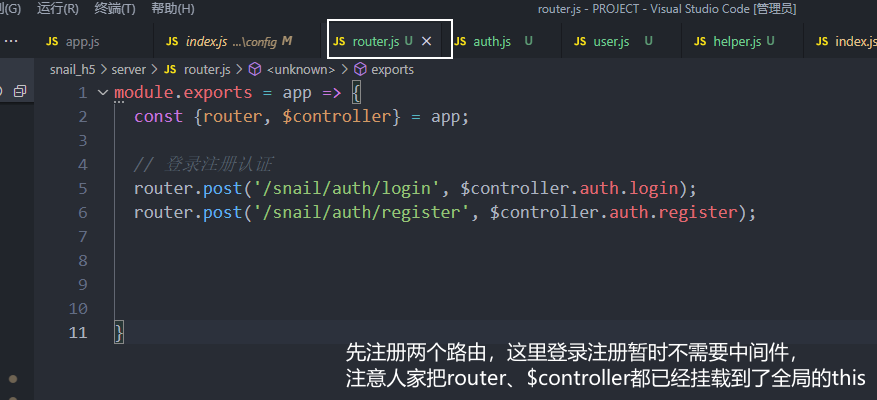 (G) 运行(R) 终端(T) 帮助(H) router.js - PROJECT - Visual Studio Code [管理员]
··· JS app.js JS index.js ...\config M JS router.js U × JS auth.js U JS user.js U JS helper.js U JS index.js
snail_h5 > server > JS router.js > <unknown> > exports
1 module.exports = app => {
2 const {router, $controller} = app;
3
4 // 登录注册认证
5 router.post('/snail/auth/login', $controller.auth.login);
6 router.post('/snail/auth/register', $controller.auth.register);
7
8
9
10
11 }
先注册两个路由，这里登录注册暂时不需要中间件，
注意人家把router、$controller都已经挂载到了全局的this